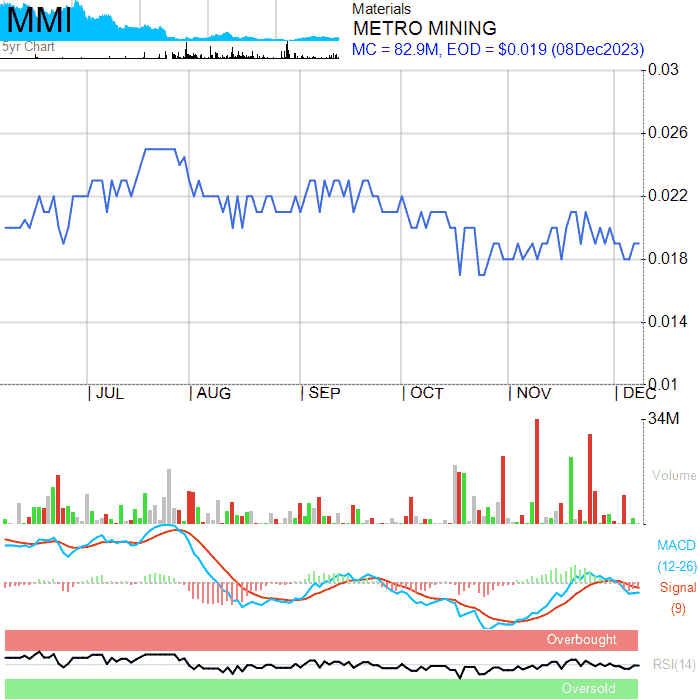 MMI
5yr Chart
Materials
METRO MINING
MC = 82.9M, EOD = $0.019 (08Dec2023)
0.03
0.026
0.022
0.018
0.014
0.01
JUL AUG SEP OCT NOV DEC
34M
Volume
MACD
(12-26)
Signal
(9)
Overbought
RSI(14)
Oversold